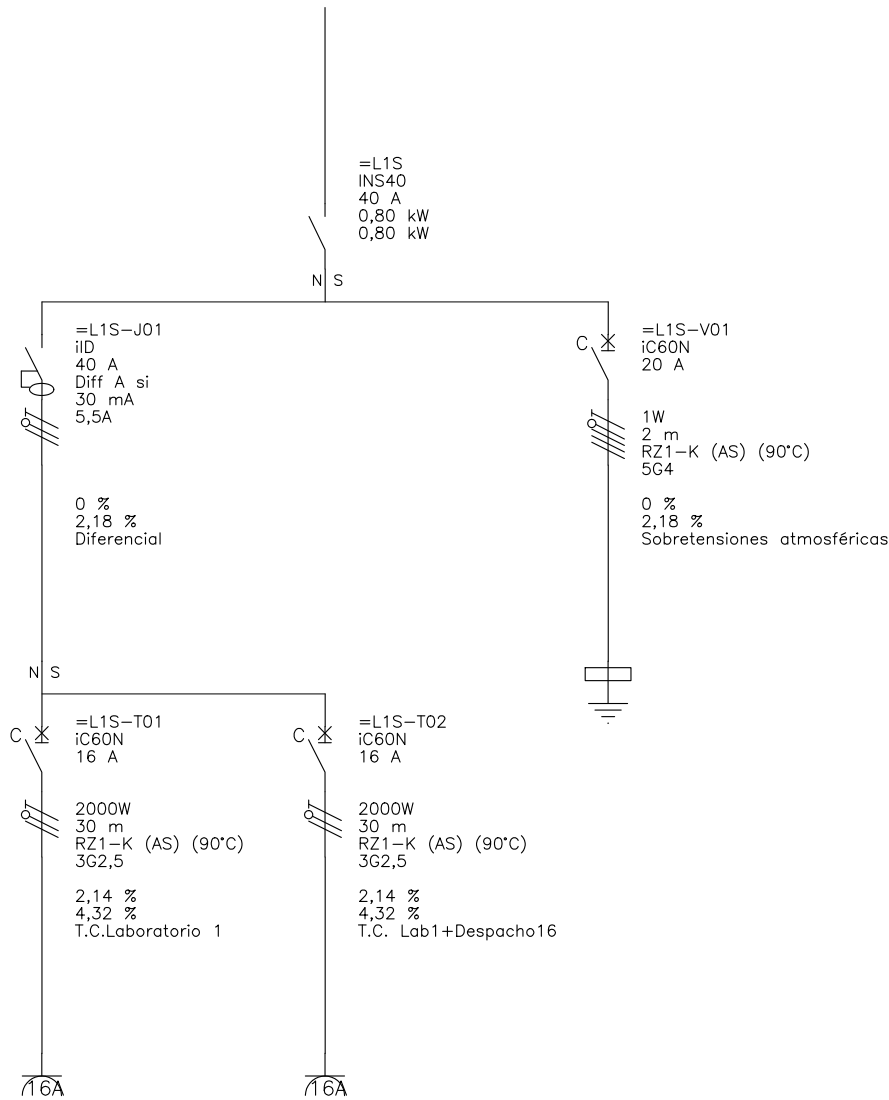 =L1S
INS40
40 A
0,80 kW
0,80 kW
N S
=L1S-J01
iID
40 A
Diff A si
30 mA
5,5A
0 %
2,18 %
Diferencial
C
=L1S-V01
iC60N
20 A
1W
2 m
RZ1-K (AS) (90°C)
5G4
0 %
2,18 %
Sobretensiones atmosféricas
N S
C
=L1S-T01
iC60N
16 A
2000W
30 m
RZ1-K (AS) (90°C)
3G2,5
2,14 %
4,32 %
T.C.Laboratorio 1
16A
C
=L1S-T02
iC60N
16 A
2000W
30 m
RZ1-K (AS) (90°C)
3G2,5
2,14 %
4,32 %
T.C. Lab1+Despacho16
16A